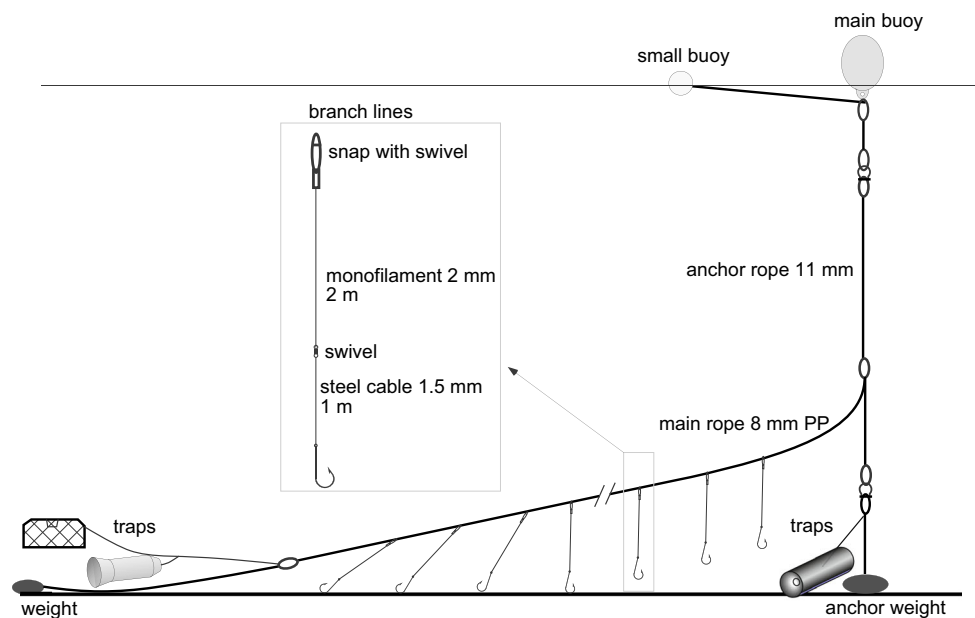 main buoy
small buoy
branch lines
snap with swivel
anchor rope 11 mm
monofilament 2 mm
2 m
swivel
steel cable 1.5 mm
1 m
main rope 8 mm PP
traps
traps
weight
anchor weight